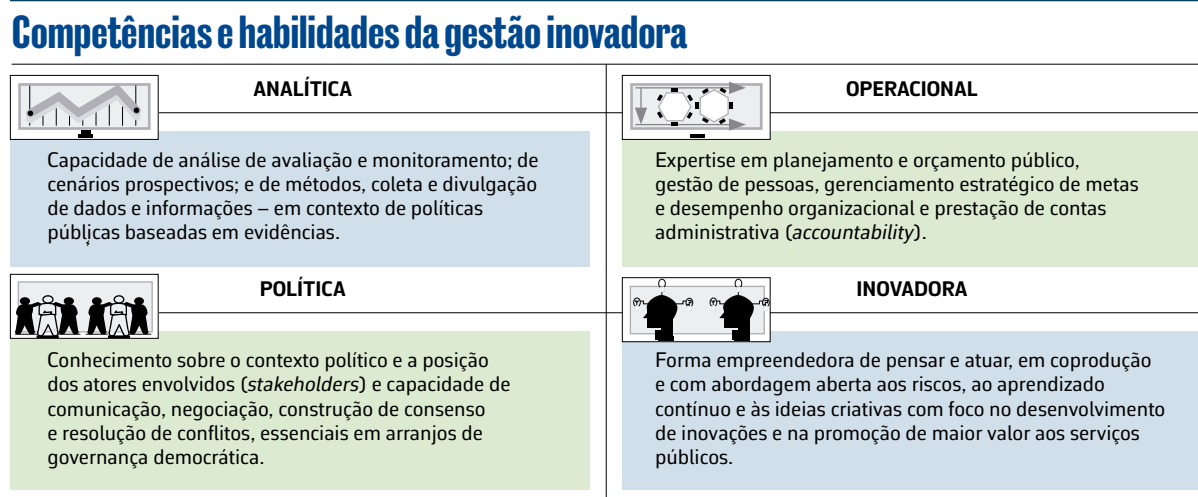 Competências e habilidades da gestão inovadora
ANALÍTICA
Capacidade de análise de avaliação e monitoramento; de
cenários prospectivos; e de métodos, coleta e divulgação
de dados e informações – em contexto de políticas
públicas baseadas em evidências.
OPERACIONAL
Expertise em planejamento e orçamento público,
gestão de pessoas, gerenciamento estratégico de metas
e desempenho organizacional e prestação de contas
administrativa (accountability).
POLÍTICA
Conhecimento sobre o contexto político e a posição
dos atores envolvidos (stakeholders) e capacidade de
comunicação, negociação, construção de consenso
e resolução de conflitos, essenciais em arranjos de
governança democrática.
INOVADORA
Forma empreendedora de pensar e atuar, em coprodução
e com abordagem aberta aos riscos, ao aprendizado
contínuo e às ideias criativas com foco no desenvolvimento
de inovações e na promoção de maior valor aos serviços
públicos.